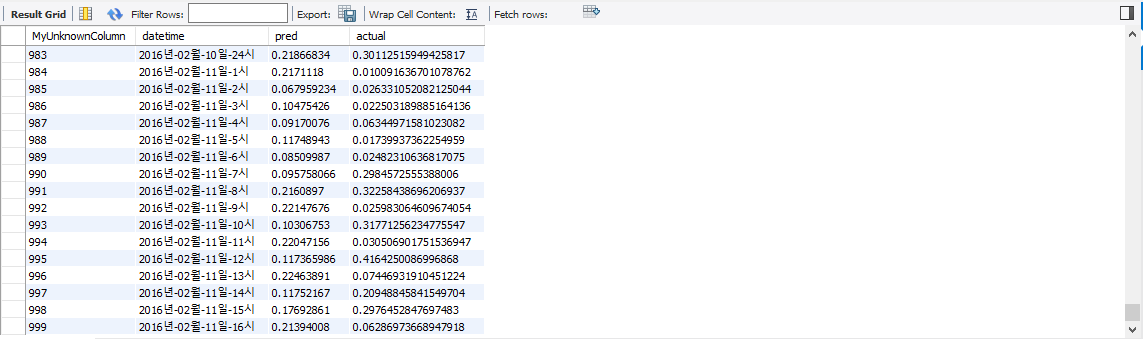 Result Grid Filter Rows: Export: Wrap Cell Content: Fetch rows:
MyUnknownColumn datetime pred actual
983 2016년-02월-10일-24시 0.21866834 0.30112515949425817
984 2016년-02월-11일-1시 0.2171118 0.010091636701078762
985 2016년-02월-11일-2시 0.067959234 0.026331052082125044
986 2016년-02월-11일-3시 0.10475426 0.022503189885164136
987 2016년-02월-11일-4시 0.09170076 0.06344971581023082
988 2016년-02월-11일-5시 0.11748943 0.01739937362254959
989 2016년-02월-11일-6시 0.08509987 0.02482310636817075
990 2016년-02월-11일-7시 0.095758066 0.2984572555388006
991 2016년-02월-11일-8시 0.2160897 0.32258438696206937
992 2016년-02월-11일-9시 0.22147676 0.025983064609674054
993 2016년-02월-11일-10시 0.10306753 0.31771256234775547
994 2016년-02월-11일-11시 0.22047156 0.030506901751536947
995 2016년-02월-11일-12시 0.117365986 0.4164250086996868
996 2016년-02월-11일-13시 0.22463891 0.07446931910451224
997 2016년-02월-11일-14시 0.11752167 0.20948845841549704
998 2016년-02월-11일-15시 0.17692861 0.2976452847697483
999 2016년-02월-11일-16시 0.21394008 0.06286973668947918